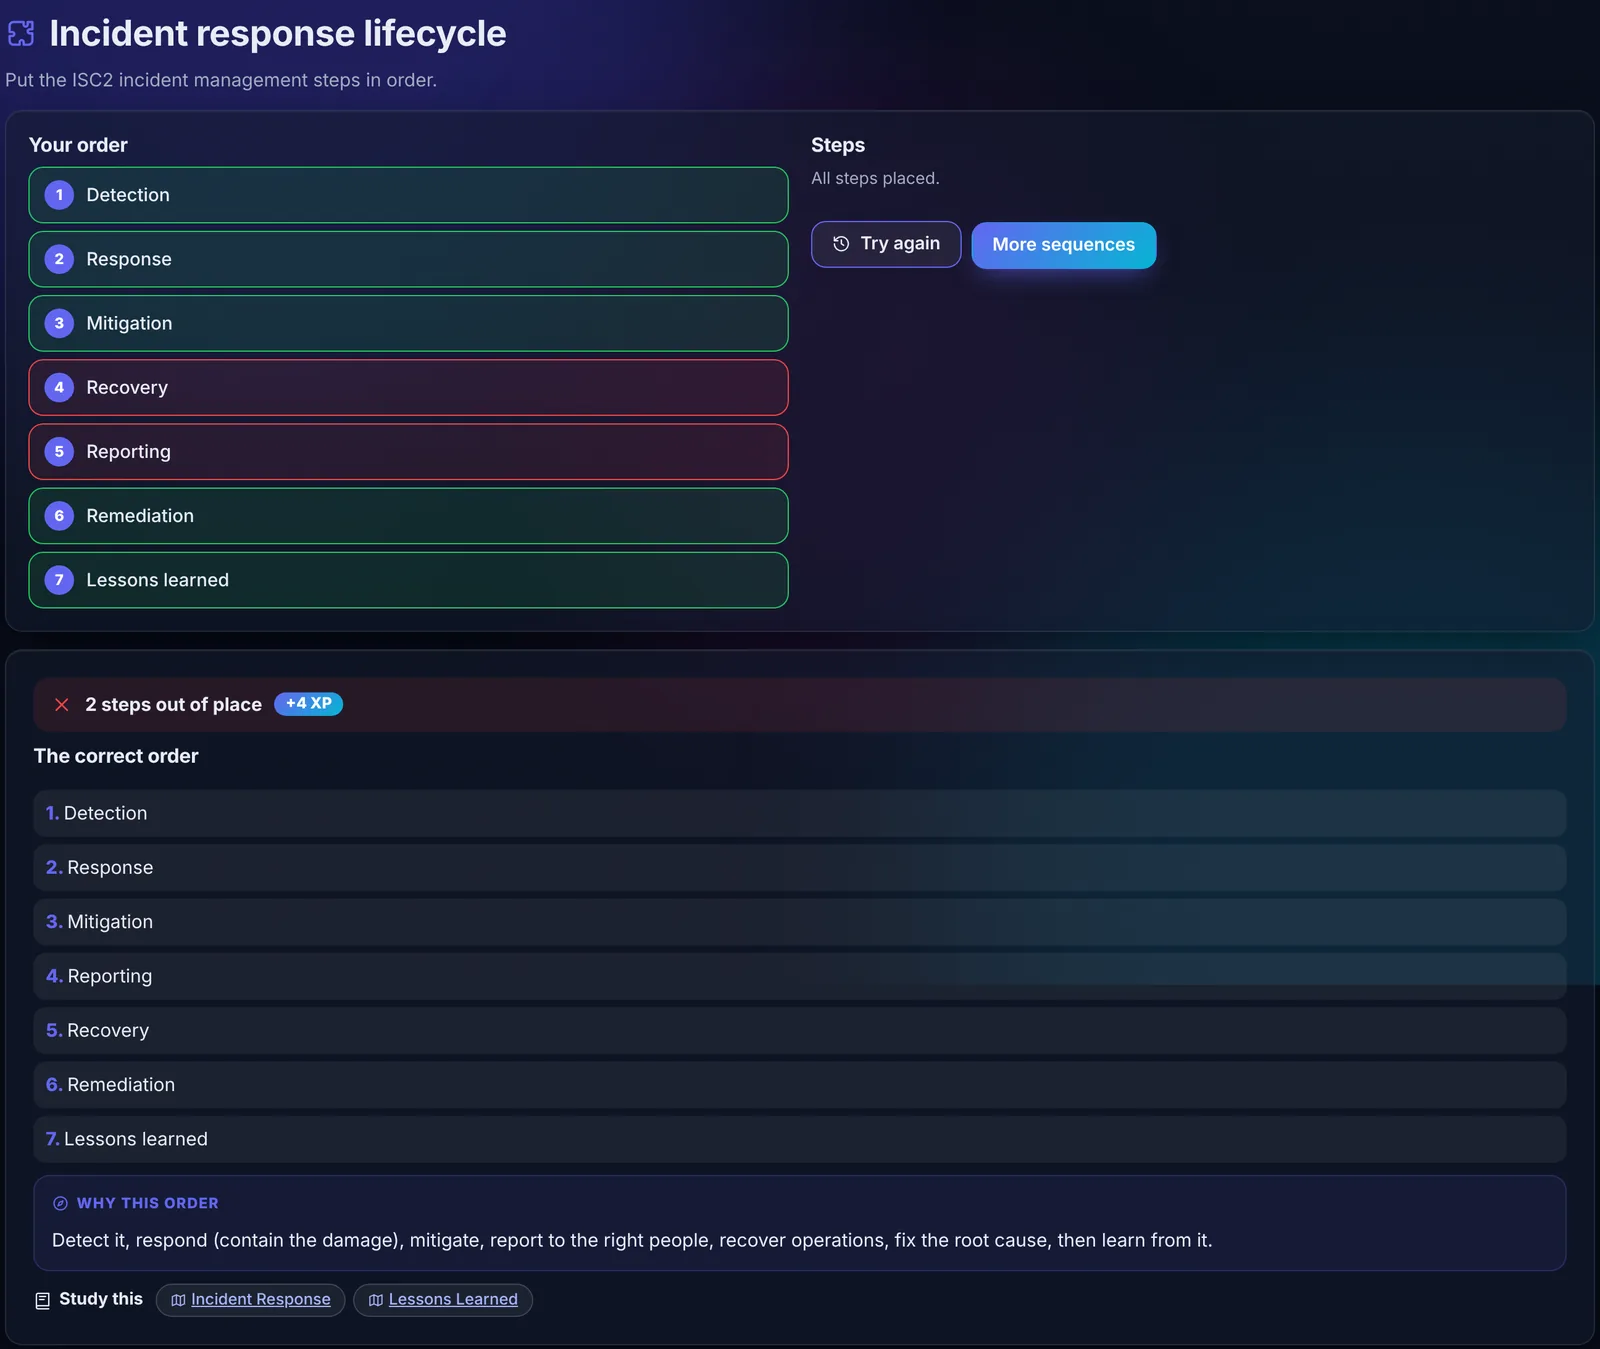 Incident response lifecycle
Put the ISC2 incident management steps in order.
Your order
1 Detection
2 Response
3 Mitigation
4 Recovery
5 Reporting
6 Remediation
7 Lessons learned
Steps
All steps placed.
Try again
More sequences
2 steps out of place +4 XP
The correct order
1. Detection
2. Response
3. Mitigation
4. Reporting
5. Recovery
6. Remediation
7. Lessons learned
WHY THIS ORDER
Detect it, respond (contain the damage), mitigate, report to the right people, recover operations, fix the root cause, then learn from it.
Study this Incident Response Lessons Learned